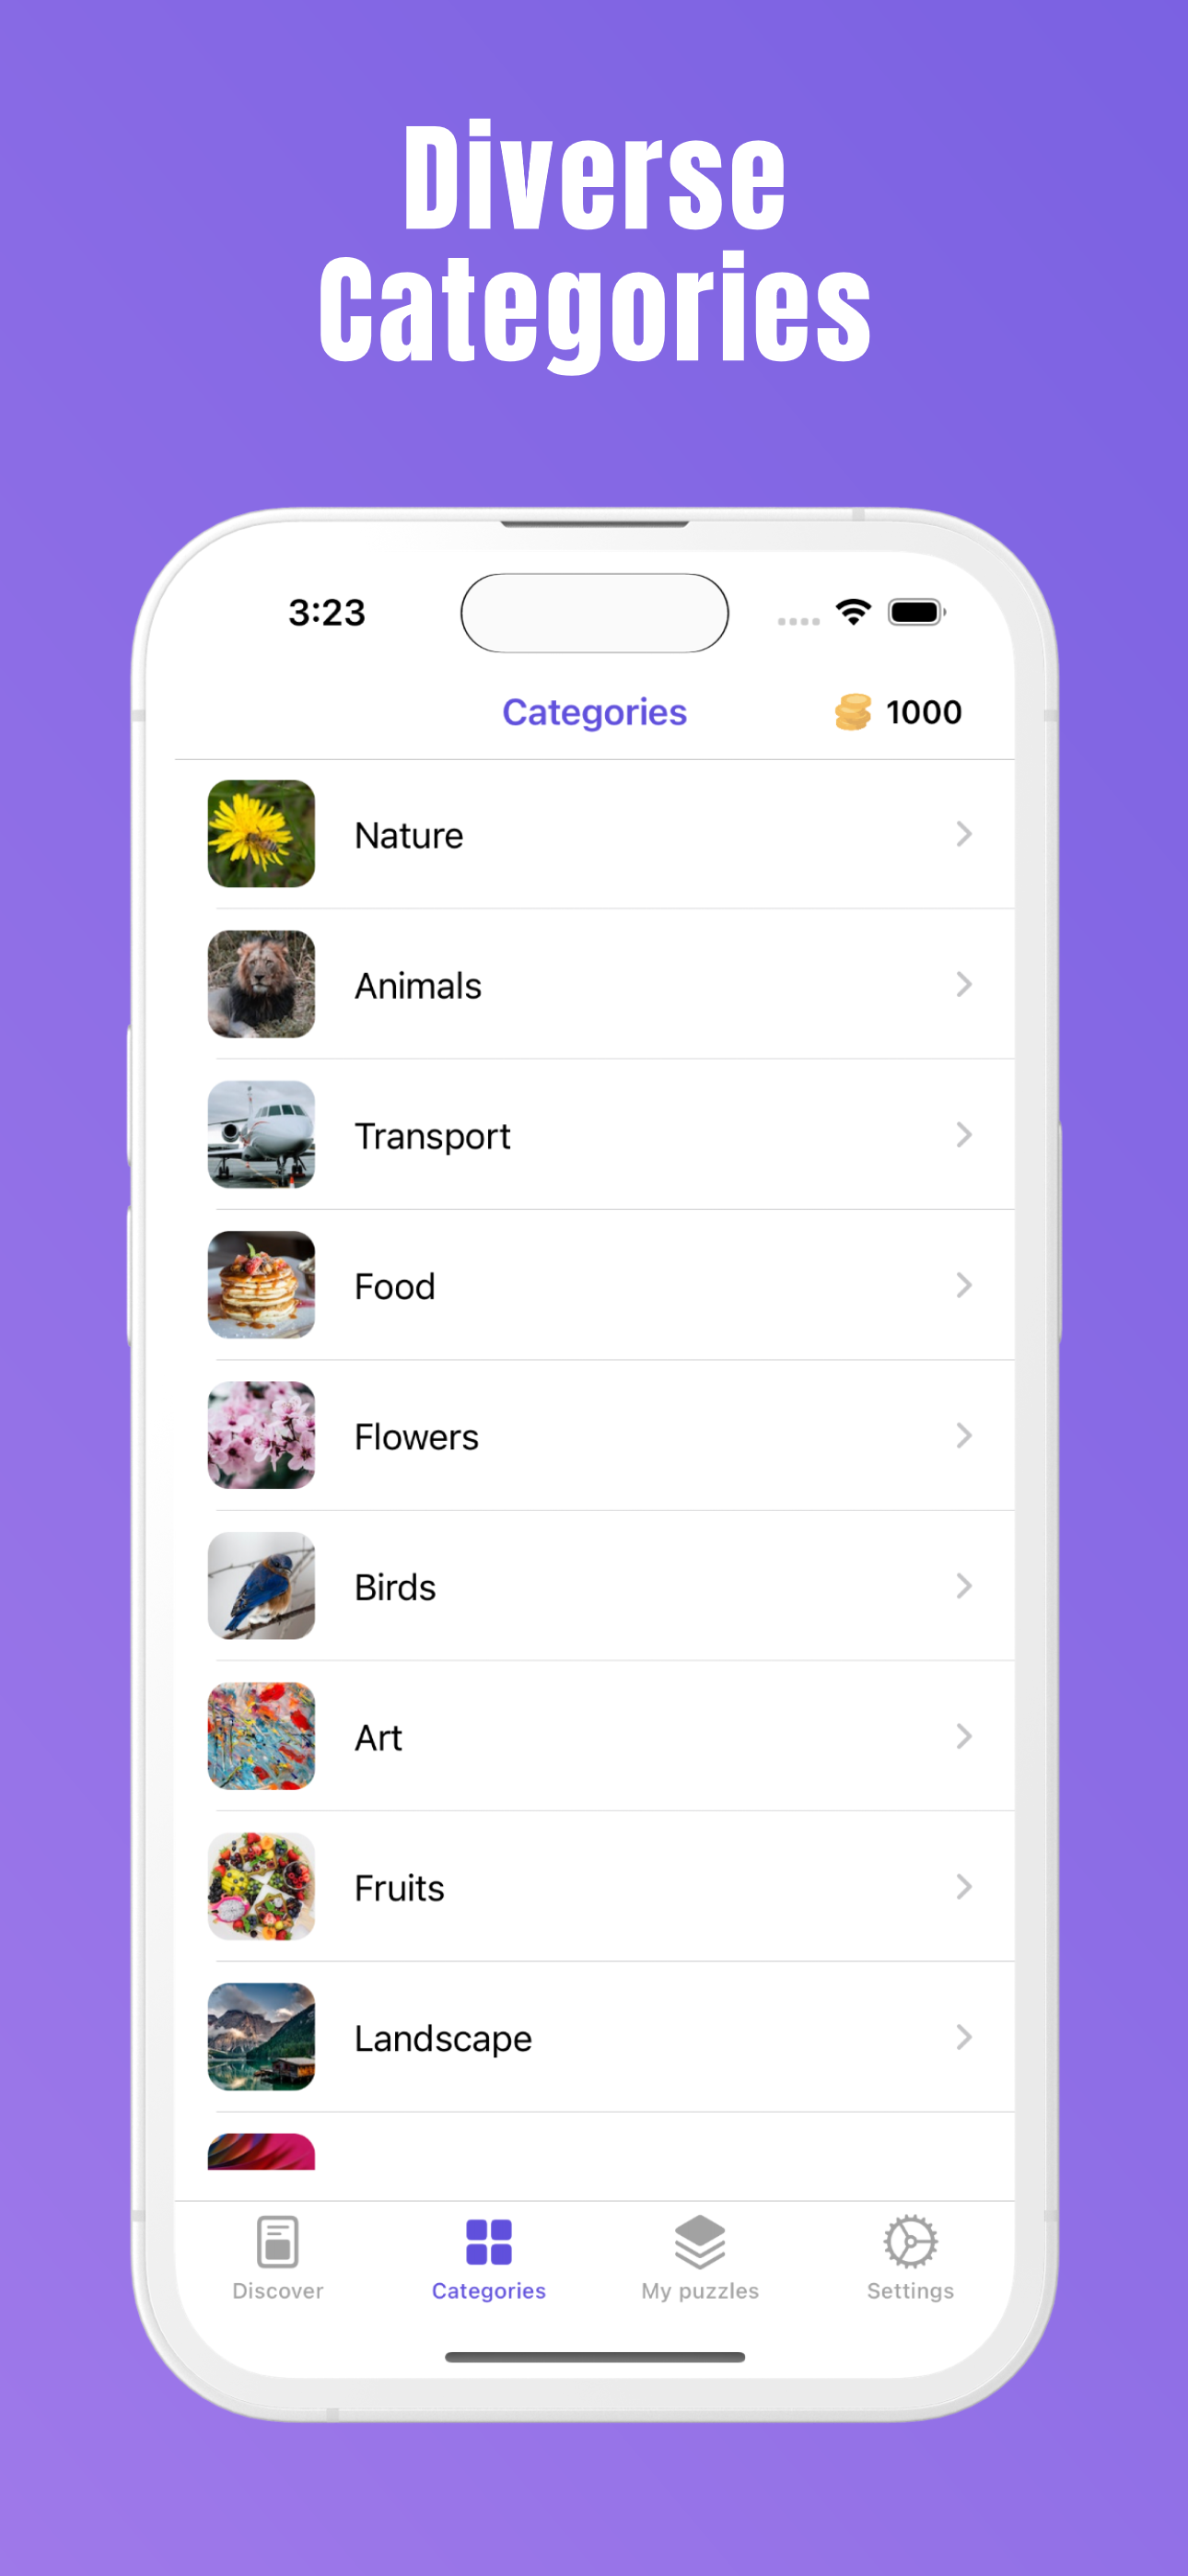 Diverse
Categories
3:23
Categories
1000
Nature
Animals
Transport
Food
Flowers
Birds
Art
Fruits
Landscape
Discover
Categories
My puzzles
Settings